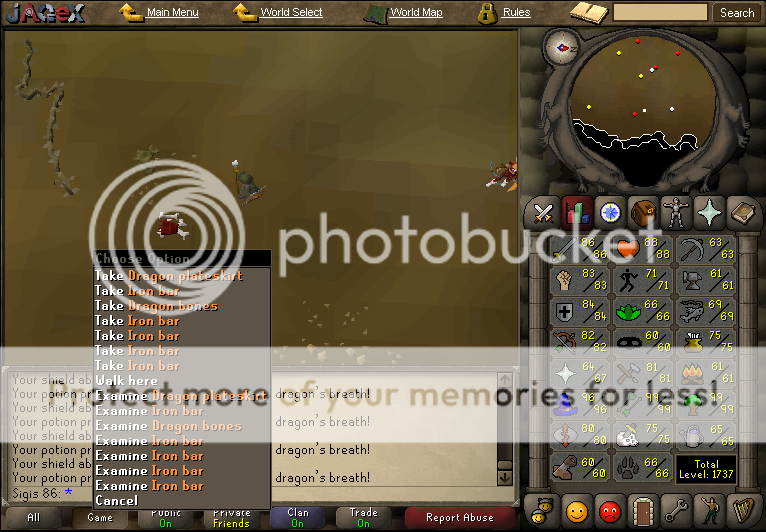 JAGEX
Main Menu
World Select
World Map
Rules
Search
N
photobucket
Choose Option
Take Dragon plateskirt
Take Iron bar
Take Dragon bones
Take Iron bar
Take Iron bar
Take Iron bar
Take Iron bar
Walk here
Examine Dragon plateskirt
Examine Iron bar
Examine Dragon bones
Examine Iron bar
Examine Iron bar
Examine Iron bar
Examine Iron bar
Cancel
Protect more of your memories for less!
Your shield ab
Your potion pr dragon's breath!
Your shield ab
Your potion pr dragon's breath!
Your shield ab
Your potion pr dragon's breath!
Your shield ab
Your potion pr dragon's breath!
Sigis 86: *
All
Game
Public
On
Private
Friends
Clan
On
Trade
On
Report Abuse
86 86 88 88 63 63
83 83 71 71 61 61
84 84 66 66 69 69
82 82 60 60 75 75
64 67 81 81 61 61
96 96 99 99
80 80 75 75 65 65
60 60 66 66
Total
Level: 1737